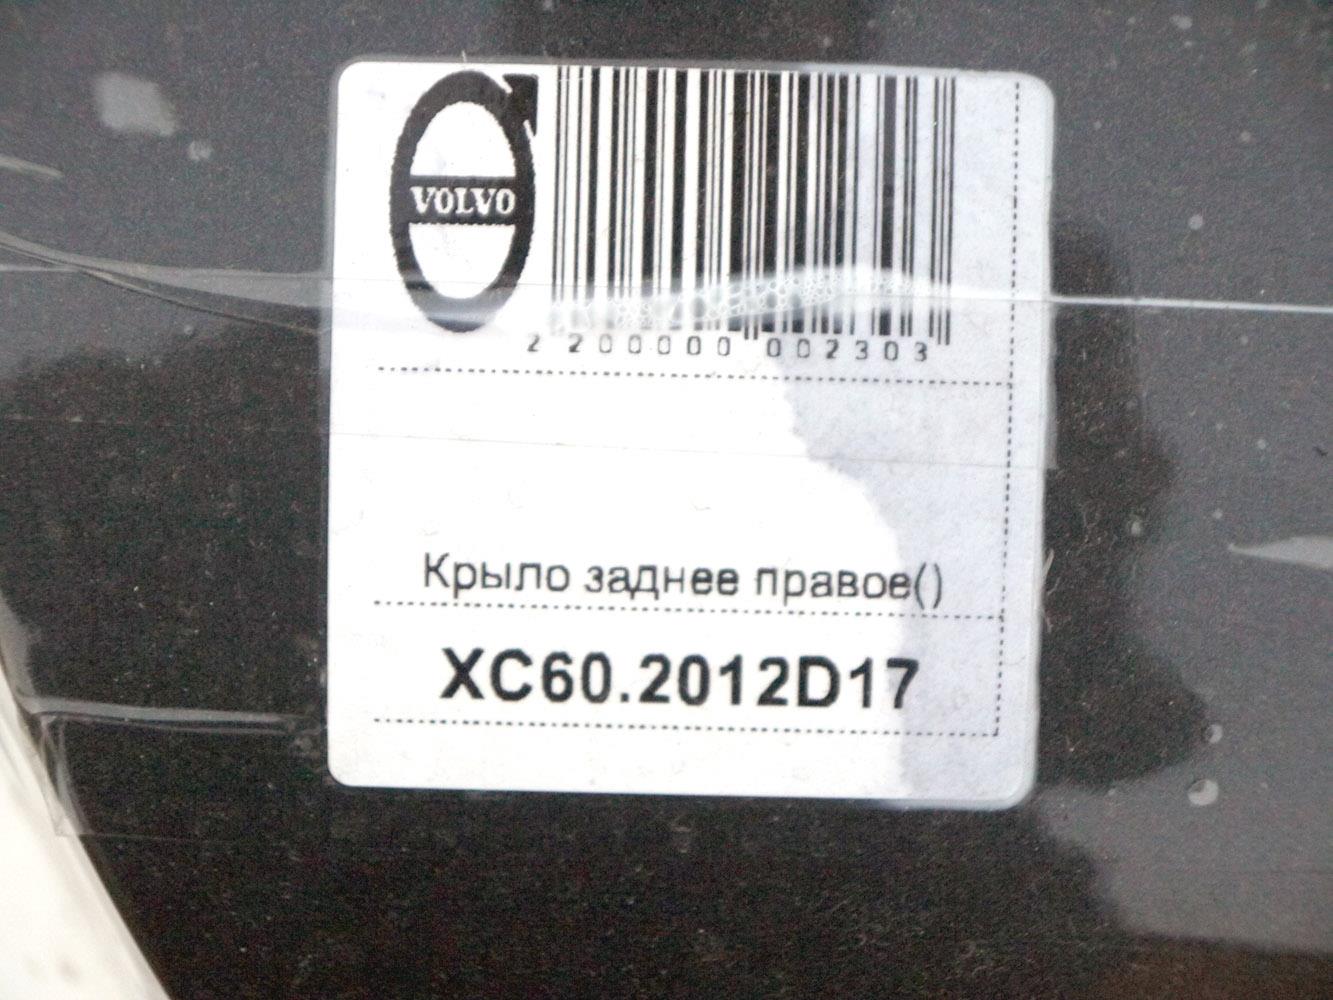 VOLVO
2 200000 002303
Крыло заднее правое()
XC60.2012D17